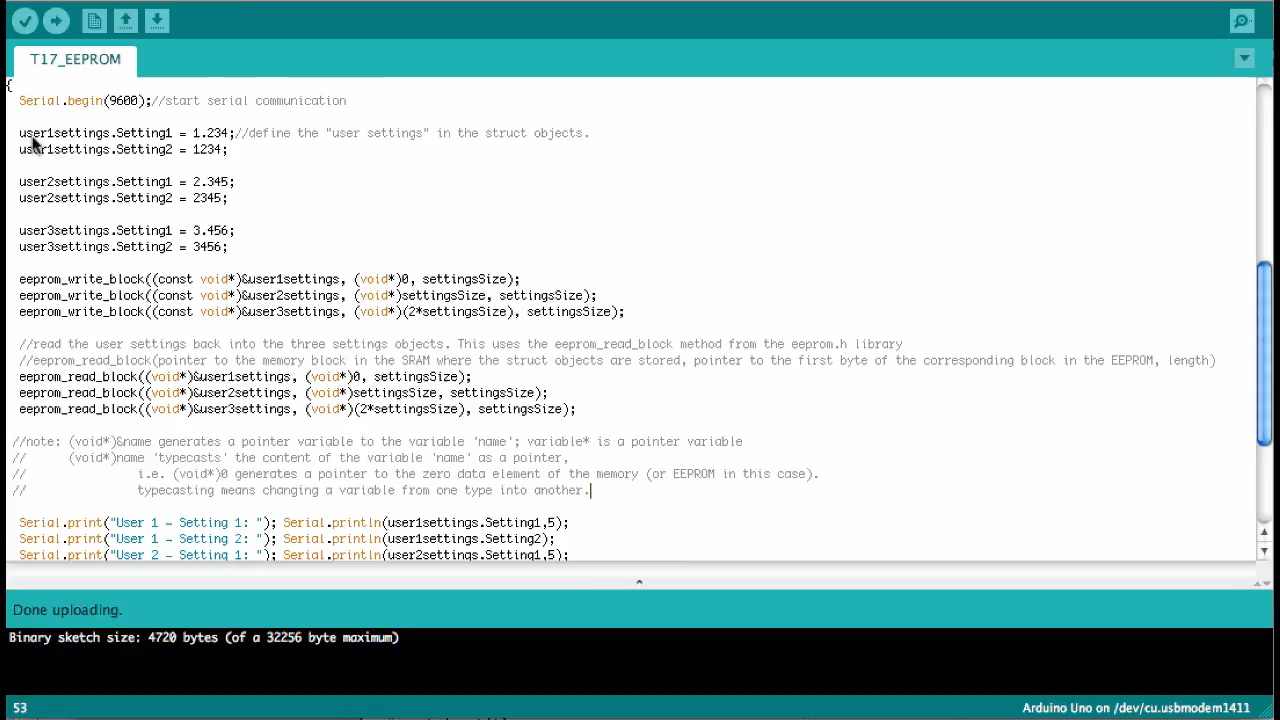 T17_EEPROM
{
Serial.begin(9600);//start serial communication
user1settings.Setting1 = 1.234;//define the "user settings" in the struct objects.
user1settings.Setting2 = 1234;
user2settings.Setting1 = 2.345;
user2settings.Setting2 = 2345;
user3settings.Setting1 = 3.456;
user3settings.Setting2 = 3456;
eeprom_write_block((const void*)&user1settings, (void*)0, settingsSize);
eeprom_write_block((const void*)&user2settings, (void*)settingsSize, settingsSize);
eeprom_write_block((const void*)&user3settings, (void*)(2*settingsSize), settingsSize);
//read the user settings back into the three settings objects. This uses the eeprom_read_block method from the eeprom.h library
//eeprom_read_block(pointer to the memory block in the SRAM where the struct objects are stored, pointer to the first byte of the corresponding block in the EEPROM, length)
eeprom_read_block((void*)&user1settings, (void*)0, settingsSize);
eeprom_read_block((void*)&user2settings, (void*)settingsSize, settingsSize);
eeprom_read_block((void*)&user3settings, (void*)(2*settingsSize), settingsSize);
//note: (void*)&name generates a pointer variable to the variable 'name'; variable* is a pointer variable
// (void*)name 'typecasts' the content of the variable 'name' as a pointer,
// i.e. (void*)0 generates a pointer to the zero data element of the memory (or EEPROM in this case).
// typecasting means changing a variable from one type into another.
Serial.print("User 1 - Setting 1: "); Serial.println(user1settings.Setting1,5);
Serial.print("User 1 - Setting 2: "); Serial.println(user1settings.Setting2);
Serial.print("User 2 - Setting 1: "); Serial.println(user2settings.Setting1,5);
Done uploading.
Binary sketch size: 4720 bytes (of a 32256 byte maximum)
53
Arduino Uno on /dev/cu.usbmodem1411